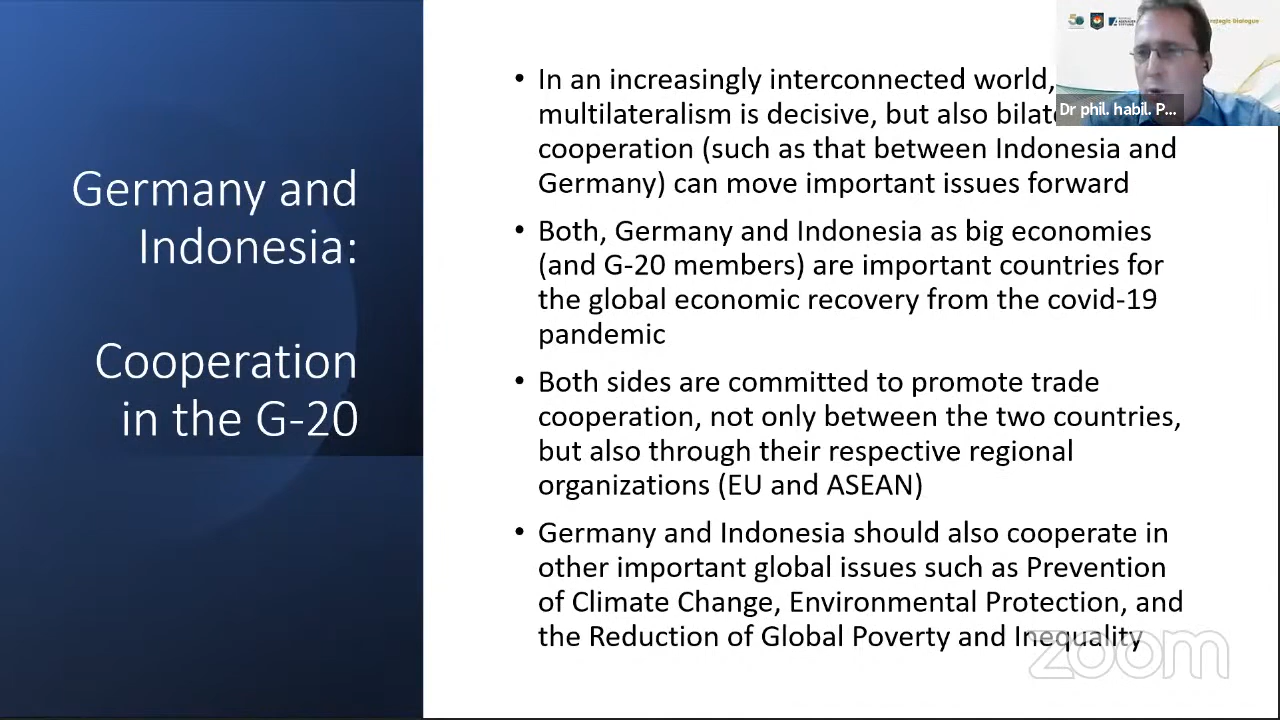 Germany and
Indonesia:
Cooperation
in the G-20
• In an increasingly interconnected world,
multilateralism is decisive, but also
cooperation (such as that between Indonesia and
Germany) can move important issues forward
• Both, Germany and Indonesia as big economies
(and G-20 members) are important countries for
the global economic recovery from the covid-19
pandemic
• Both sides are committed to promote trade
cooperation, not only between the two countries,
but also through their respective regional
organizations (EU and ASEAN)
• Germany and Indonesia should also cooperate in
other important global issues such as Prevention
of Climate Change, Environmental Protection, and
the Reduction of Global Poverty and Inequality
Dr phil. habil. P...
dialogue
zoom